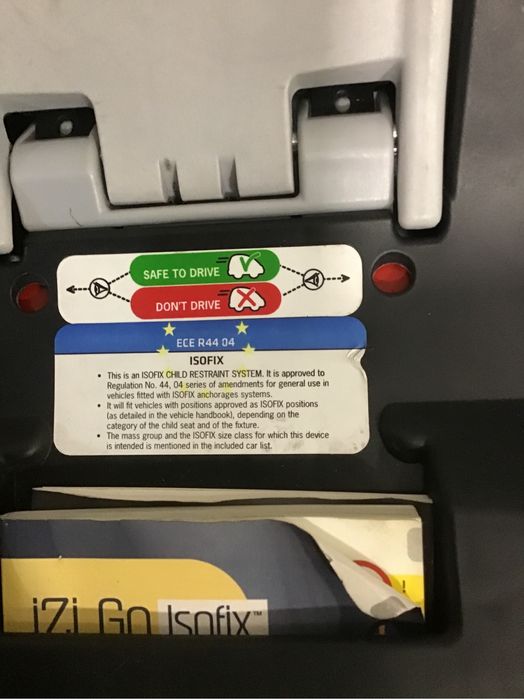 SAFE TO DRIVE
DON'T DRIVE
ECE R44 04
ISOFIX
• This is an ISOFIX CHILD RESTRAINT SYSTEM. It is approved to
Regulation No. 44, 04 series of amendments for general use in
vehicles fitted with ISOFIX anchorages systems.
• It will fit vehicles with positions approved as ISOFIX positions
(as detailed in the vehicle handbook), depending on the
category of the child seat and of the fixture.
• The mass group and the ISOFIX size class for which this device
is intended is mentioned in the included car list.
iZi Go Isofix™